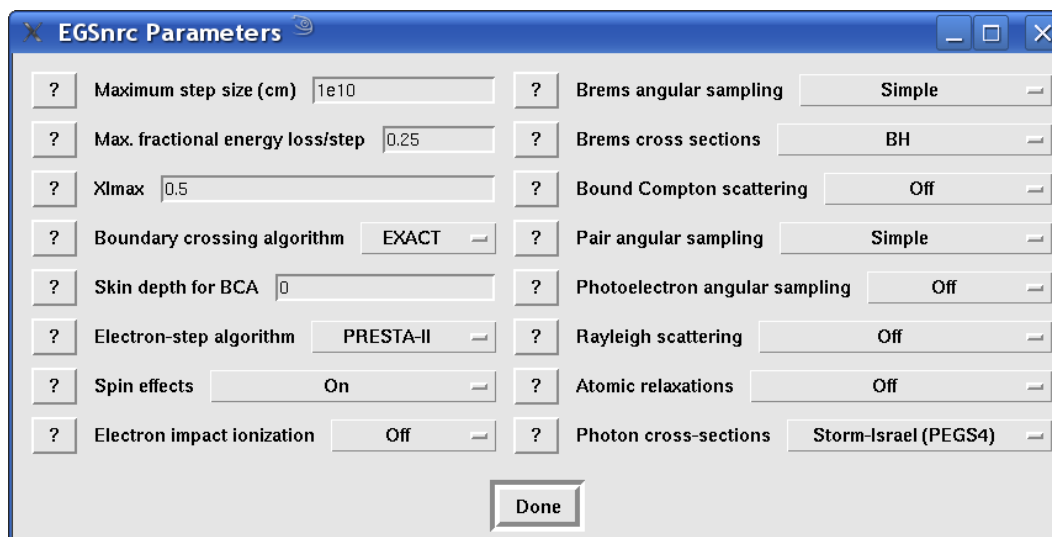 EGSnrc Parameters
? Maximum step size (cm) 1e10 ? Brems angular sampling Simple
? Max. fractional energy loss/step 0.25 ? Brems cross sections BH
? XImax 0.5 ? Bound Compton scattering Off
? Boundary crossing algorithm EXACT ? Pair angular sampling Simple
? Skin depth for BCA 0 ? Photoelectron angular sampling Off
? Electron-step algorithm PRESTA-II ? Rayleigh scattering Off
? Spin effects On ? Atomic relaxations Off
? Electron impact ionization Off ? Photon cross-sections Storm-Israel (PEGS4)
Done